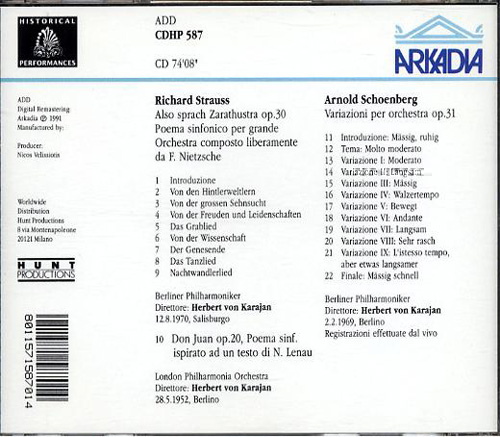 HISTORICAL
PERFORMANCES
ADD
CDHP 587
CD 74'08"
ARKADIA
ADD
Digital Remastering:
Arkadia ℗ 1991
Manufactured by:
Producer:
Nicos Velissiotis
Worldwide
Distribution
Hunt Productions
8 via Montenapoleone
20121 Milano
HUNT
PRODUCTIONS
8011571587014
Richard Strauss
Also sprach Zarathustra op.30
Poema sinfonico per grande
Orchestra composto liberamente
da F. Nietzsche
1 Introduzione
2 Von den Hintlerweltlern
3 Von der grossen Sehnsucht
4 Von der Freuden und Leidenschaften
5 Das Grablied
6 Von der Wissenschaft
7 Der Genesende
8 Das Tanzlied
9 Nachtwandlerlied
Berliner Philharmoniker
Direttore: Herbert von Karajan
12.8.1970, Salisburgo
10 Don Juan op.20, Poema sinf.
ispirato ad un testo di N. Lenau
London Philharmonia Orchestra
Direttore: Herbert von Karajan
28.5.1952, Berlino
Arnold Schoenberg
Variazioni per orchestra op.31
11 Introduzione: Mässig, ruhig
12 Tema: Molto moderato
13 Variazione I: Moderato
14
15 Variazione III: Mässig
16 Variazione IV: Walzertempo
17 Variazione V: Bewegt
18 Variazione VI: Andante
19 Variazione VII: Langsam
20 Variazione VIII: Sehr rasch
21 Variazione IX: L'istesso tempo,
aber etwas langsamer
22 Finale: Mässig schnell
Berliner Philharmoniker
Direttore: Herbert von Karajan
2.2.1969, Berlino
Registrazioni effettuate dal vivo